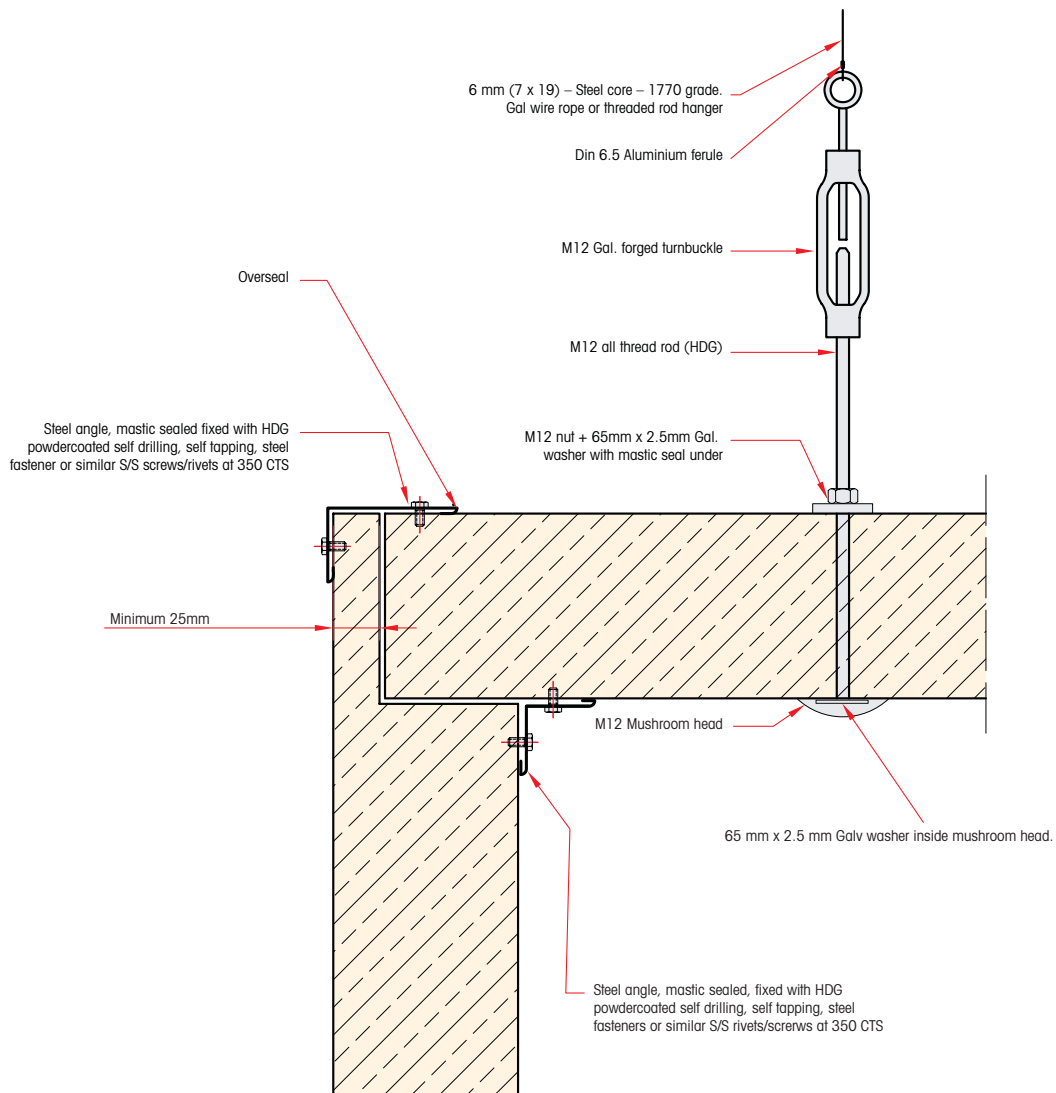 6 mm (7 x 19) – Steel core – 1770 grade.
Gal wire rope or threaded rod hanger
Din 6.5 Aluminium ferule
M12 Gal. forged turnbuckle
Overseal
M12 all thread rod (HDG)
Steel angle, mastic sealed fixed with HDG
powdercoated self drilling, self tapping, steel
fastener or similar S/S screws/rivets at 350 CTS
M12 nut + 65mm x 2.5mm Gal.
washer with mastic seal under
Minimum 25mm
M12 Mushroom head
65 mm x 2.5 mm Galv washer inside mushroom head.
Steel angle, mastic sealed, fixed with HDG
powdercoated self drilling, self tapping, steel
fasteners or similar S/S rivets/screrws at 350 CTS